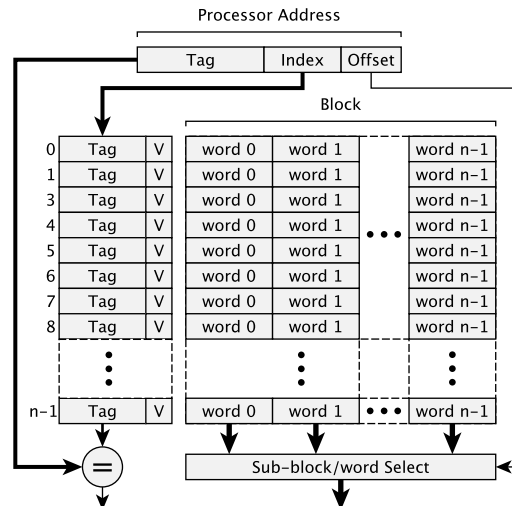 Processor Address
Tag Index Offset
Block
0 Tag V word 0 word 1 word n-1
1 Tag V word 0 word 1 word n-1
3 Tag V word 0 word 1 word n-1
4 Tag V word 0 word 1 word n-1
5 Tag V word 0 word 1 word n-1
6 Tag V word 0 word 1 word n-1
7 Tag V word 0 word 1 word n-1
8 Tag V word 0 word 1 word n-1
n-1 Tag V word 0 word 1 word n-1
= Sub-block/word Select